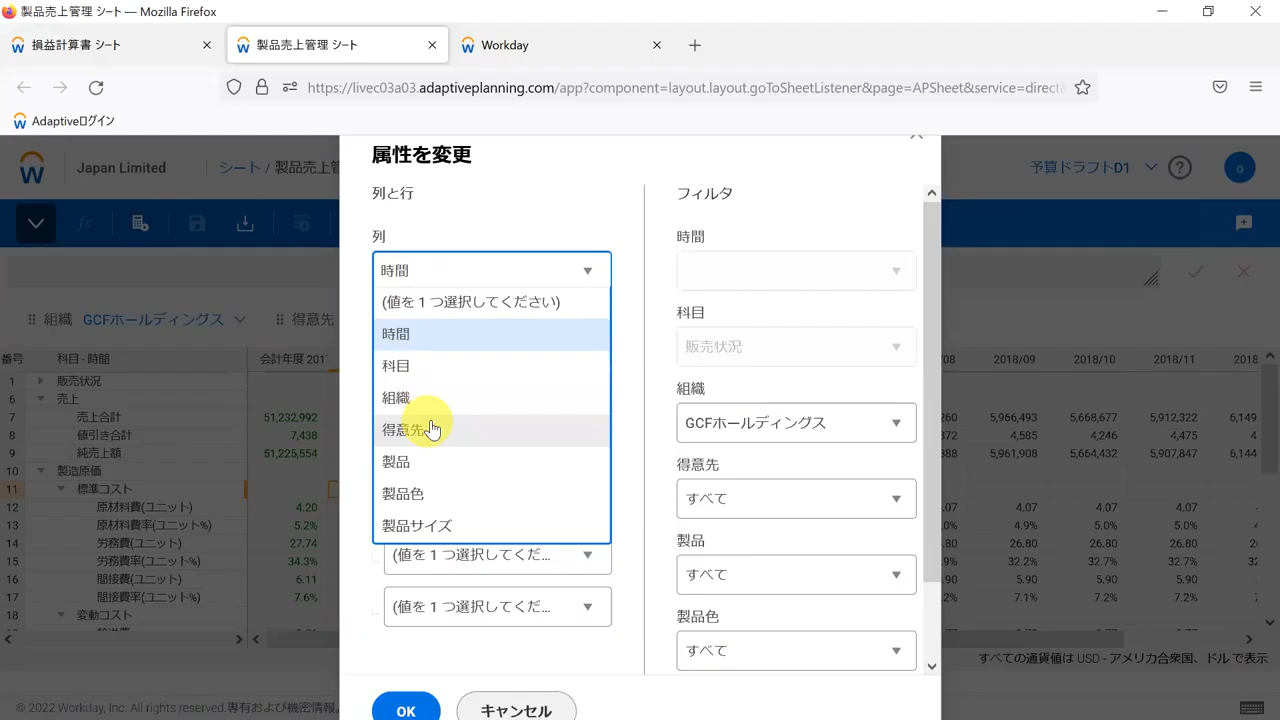 製品売上管理 シート — Mozilla Firefox
損益計算書 シート
製品売上管理 シート
Workday
https://livec03a03.adaptiveplanning.com/app?component=layout.layout.goToSheetListener&page=APSheet&service=direct
Adaptiveログイン
Japan Limited
シート / 製品売上管
予算ドラフトD1
属性を変更
列と行
フィルタ
列
時間
(値を 1 つ選択してください)
時間
科目
組織
得意先
製品
製品色
製品サイズ
(値を 1 つ選択してくだ...
(値を 1 つ選択してくだ...
時間
科目
販売状況
組織
GCFホールディングス
得意先
すべて
製品
すべて
製品色
すべて
OK
キャンセル
組織 GCFホールディングス 得意先
番号 科目 - 時間 会計年度 201 /08 2018/09 2018/10 2018/11 2018
1 販売状況
6 売上
7 売上合計 51,232,992 260 5,966,493 5,668,677 5,912,322 6,149
8 値引き合計 7,438 372 4,585 4,246 4,475
9 純売上額 51,225,554 388 5,961,908 5,664,432 5,907,847 6,144
10 製造原価
11 標準コスト
12 原材料費(ユニット) 4.20 4.07 4.07 4.07 4.07
13 原材料費率(ユニット%) 5.2% 0% 4.9% 5.0% 5.0%
14 労務費(ユニット) 27.74 26.80 26.80 26.80
15 労務費率(ユニット%) 34.3% 32.2% 32.7% 32.7%
16 間接費(ユニット) 6.11 90 5.90 5.90 5.90
17 間接費率(ユニット%) 7.6% 2% 7.1% 7.2% 7.2%
18 変動コスト
すべての通貨値は USD - アメリカ合衆国、ドル で表示
© 2022 Workday, Inc. All rights reserved.専有および機密情報。